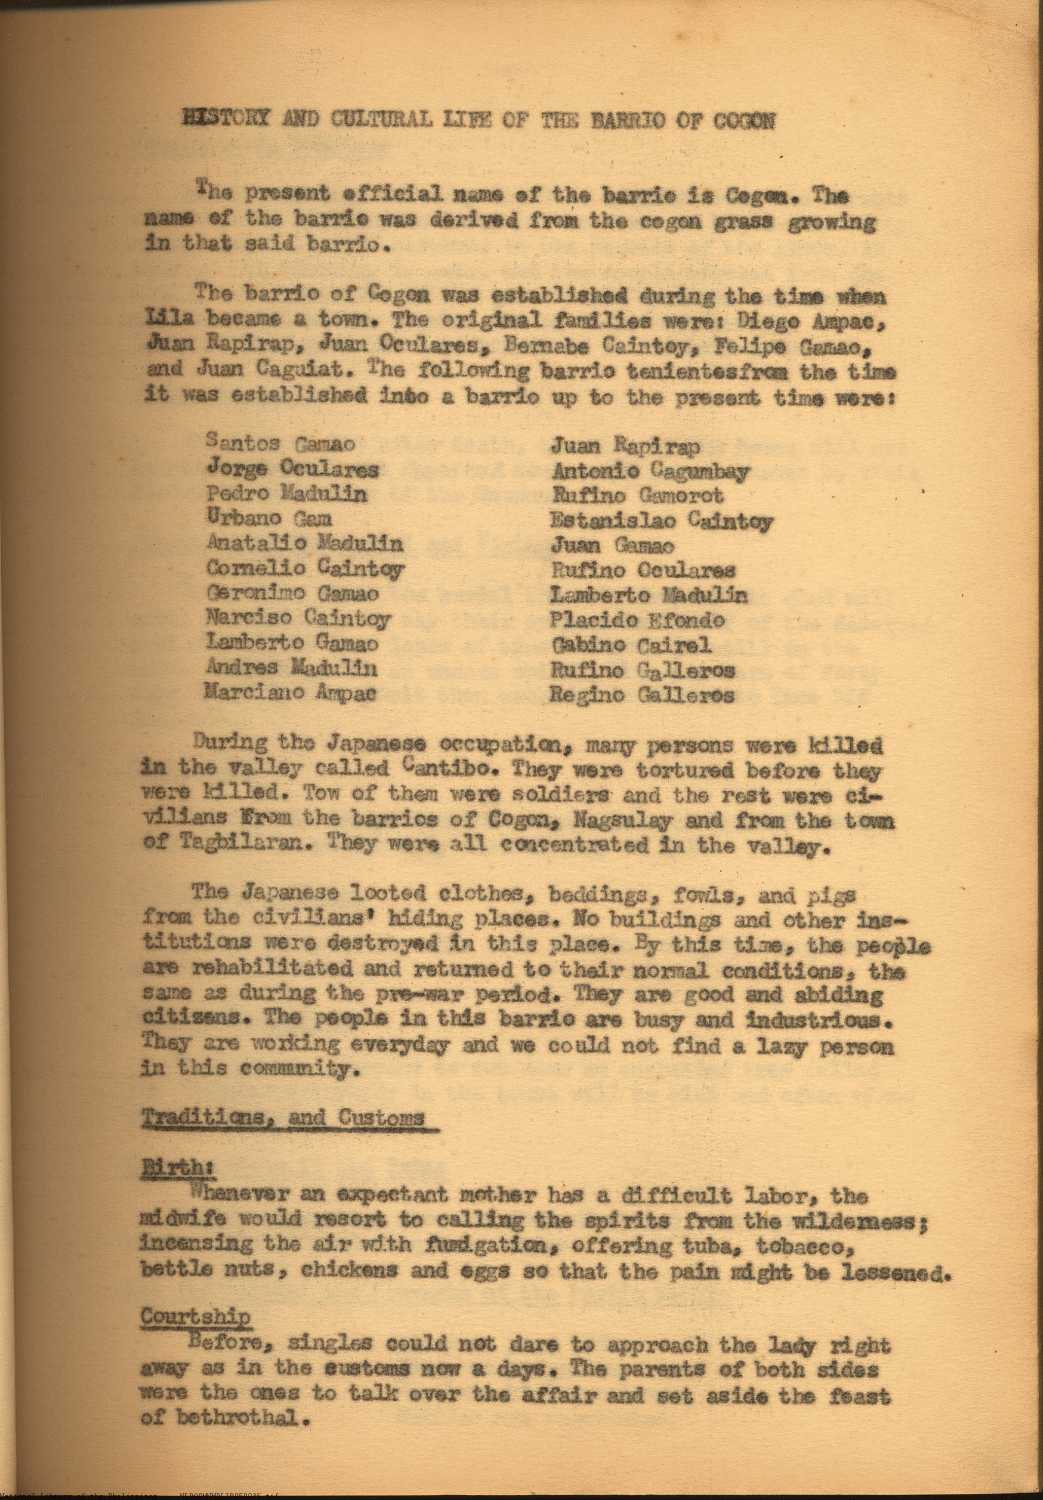 HISTORY AND CULTURAL LIFE OF THE BARRIO OF COGON
The present official name of the barrio is Cogon. The
name of the barrio was derived from the cogon grass growing
in that said barrio.
The barrio of Cogon was established during the time when
Lila became a town. The original families were: Diego Ampac,
Juan Rapirap, Juan Oculares, Bernabe Caintoy, Felipe Gamao,
and Juan Caguiat. The following barrio tenientesfrom the time
it was established into a barrio up to the present time were:
Santos Gamao
Jorge Oculares
Pedro Madulin
Urbano Gam
Anatalio Madulin
Cornelio Caintoy
Geronimo Gamao
Narciso Caintoy
Lamberto Gamao
Andres Madulin
Marciano Ampac
Juan Rapirap
Antonio Cagumbay
Rufino Gamorot
Estanislao Caintoy
Juan Gamao
Rufino Oculares
Lamberto Madulin
Placido Efondo
Gabino Cairel
Rufino Galleros
Regino Galleros
During the Japanese occupation, many persons were killed
in the valley called Cantibo. They were tortured before they
were killed. Tow of them were soldiers and the rest were ci-
vilians From the barrios of Cogon, Nagsulay and from the town
of Tagbilaran. They were all concentrated in the valley.
The Japanese looted clothes, beddings, fowls, and pigs
from the civilians' hiding places. No buildings and other ins-
titutions were destroyed in this place. By this time, the people
are rehabilitated and returned to their normal conditions, the
same as during the pre-war period. They are good and abiding
citizens. The people in this barrio are busy and industrious.
They are working everyday and we could not find a lazy person
in this community.
Traditions, and Customs
Birth:
Whenever an expectant mother has a difficult labor, the
midwife would resort to calling the spirits from the wilderness;
incensing the air with fumigation, offering tuba, tobacco,
bettle nuts, chickens and eggs so that the pain might be lessened.
Courtship
Before, singles could not dare to approach the lady right
away as in the customs now a days. The parents of both sides
were the ones to talk over the affair and set aside the feast
of bethrothal.